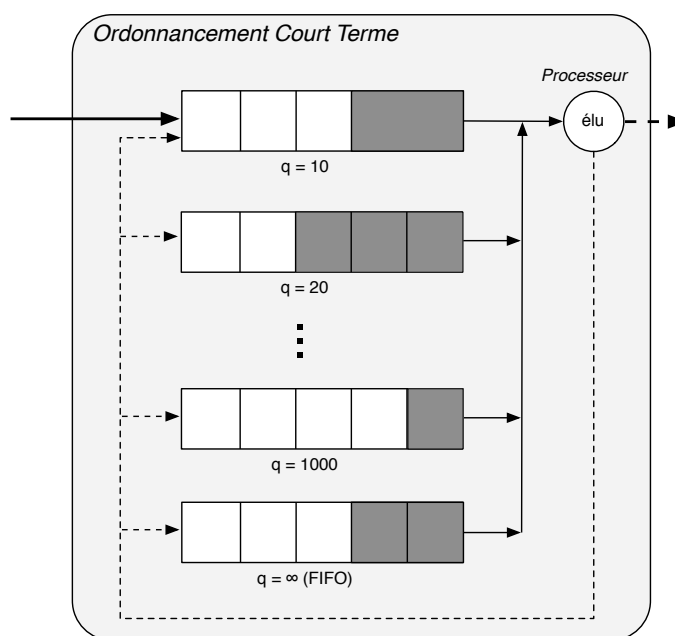 Ordonnancement Court Terme
Processeur
élu
q = 10
q = 20
q = 1000
q = ∞ (FIFO)